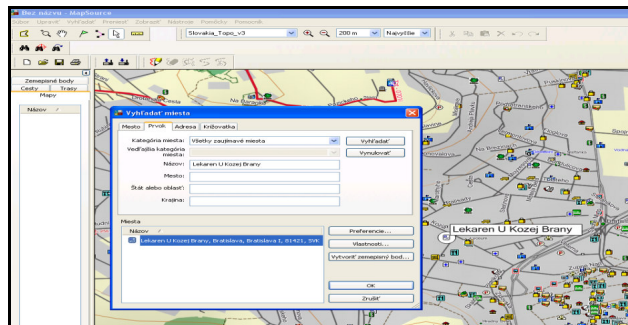 Bez názvu - MapSource
Súbor Upraviť Vyhľadať Preniesť Zobraziť Nástroje Pomôcky Pomocník
Slovakia_Topo_v3 200 m Najvyššie
Zemepisné body
Cesty Trasy
Mapy
Názov
Vyhľadať miesta
Mesto Prvok Adresa Križovatka
Kategória miesta: Všetky zaujímavé miesta Vyhľadať
Vedľajšia kategória miesta: Vynulovať
Názov: Lekaren U Kozej Brany
Mesto:
Štát alebo oblasť:
Krajina:
Miesta
Názov
Lekaren U Kozej Brany, Bratislava, Bratislava I, 81421, SVK
Preferencie...
Vlastnosti...
Vytvoriť zemepisný bod...
OK
Zrušiť
Lekaren U Kozej Brany